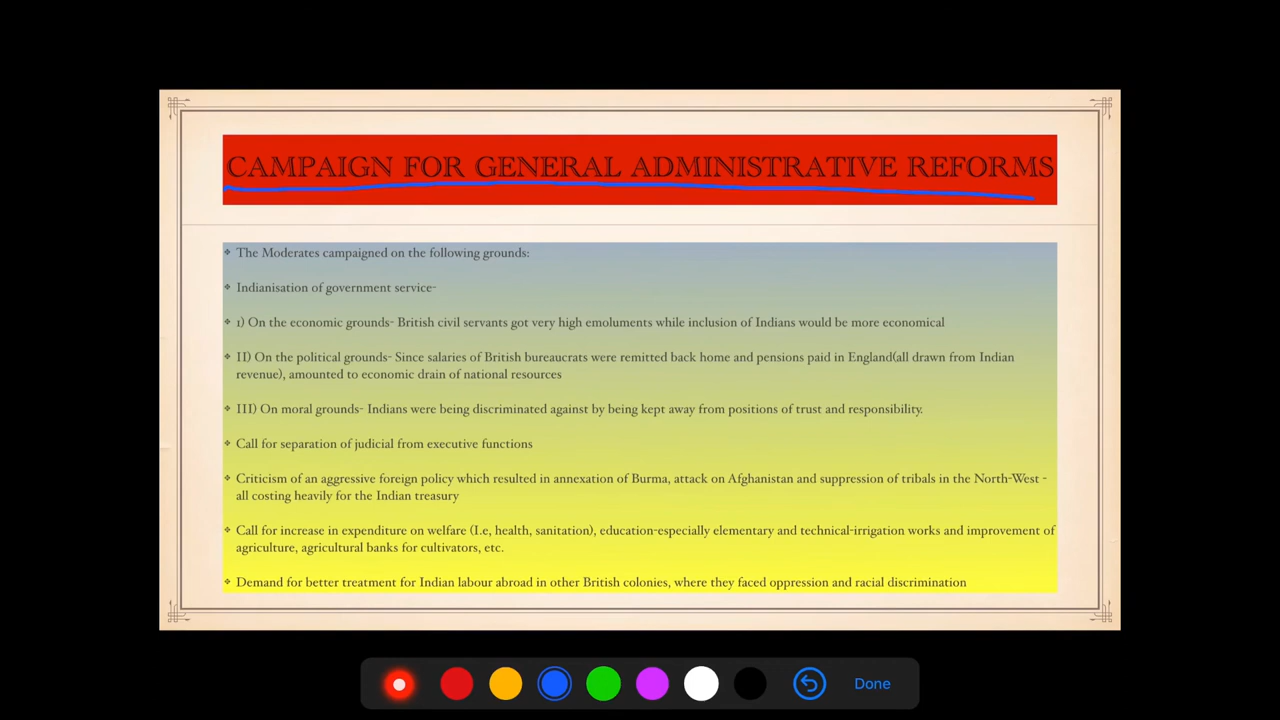 CAMPAIGN FOR GENERAL ADMINISTRATIVE REFORMS
❖ The Moderates campaigned on the following grounds:
❖ Indianisation of government service-
❖ 1) On the economic grounds- British civil servants got very high emoluments while inclusion of Indians would be more economical
❖ II) On the political grounds- Since salaries of British bureaucrats were remitted back home and pensions paid in England(all drawn from Indian
revenue), amounted to economic drain of national resources
❖ III) On moral grounds- Indians were being discriminated against by being kept away from positions of trust and responsibility.
❖ Call for separation of judicial from executive functions
❖ Criticism of an aggressive foreign policy which resulted in annexation of Burma, attack on Afghanistan and suppression of tribals in the North-West -
all costing heavily for the Indian treasury
❖ Call for increase in expenditure on welfare (I.e, health, sanitation), education-especially elementary and technical-irrigation works and improvement of
agriculture, agricultural banks for cultivators, etc.
❖ Demand for better treatment for Indian labour abroad in other British colonies, where they faced oppression and racial discrimination
Done